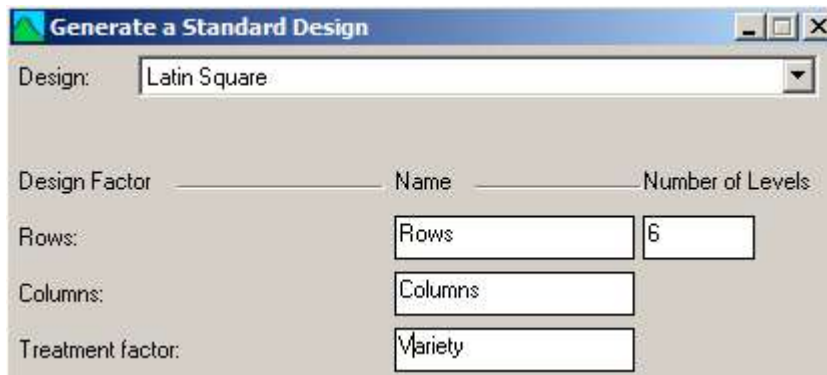 Generate a Standard Design
Design: Latin Square
Design Factor Name Number of Levels
Rows: Rows 6
Columns: Columns
Treatment factor: Variety